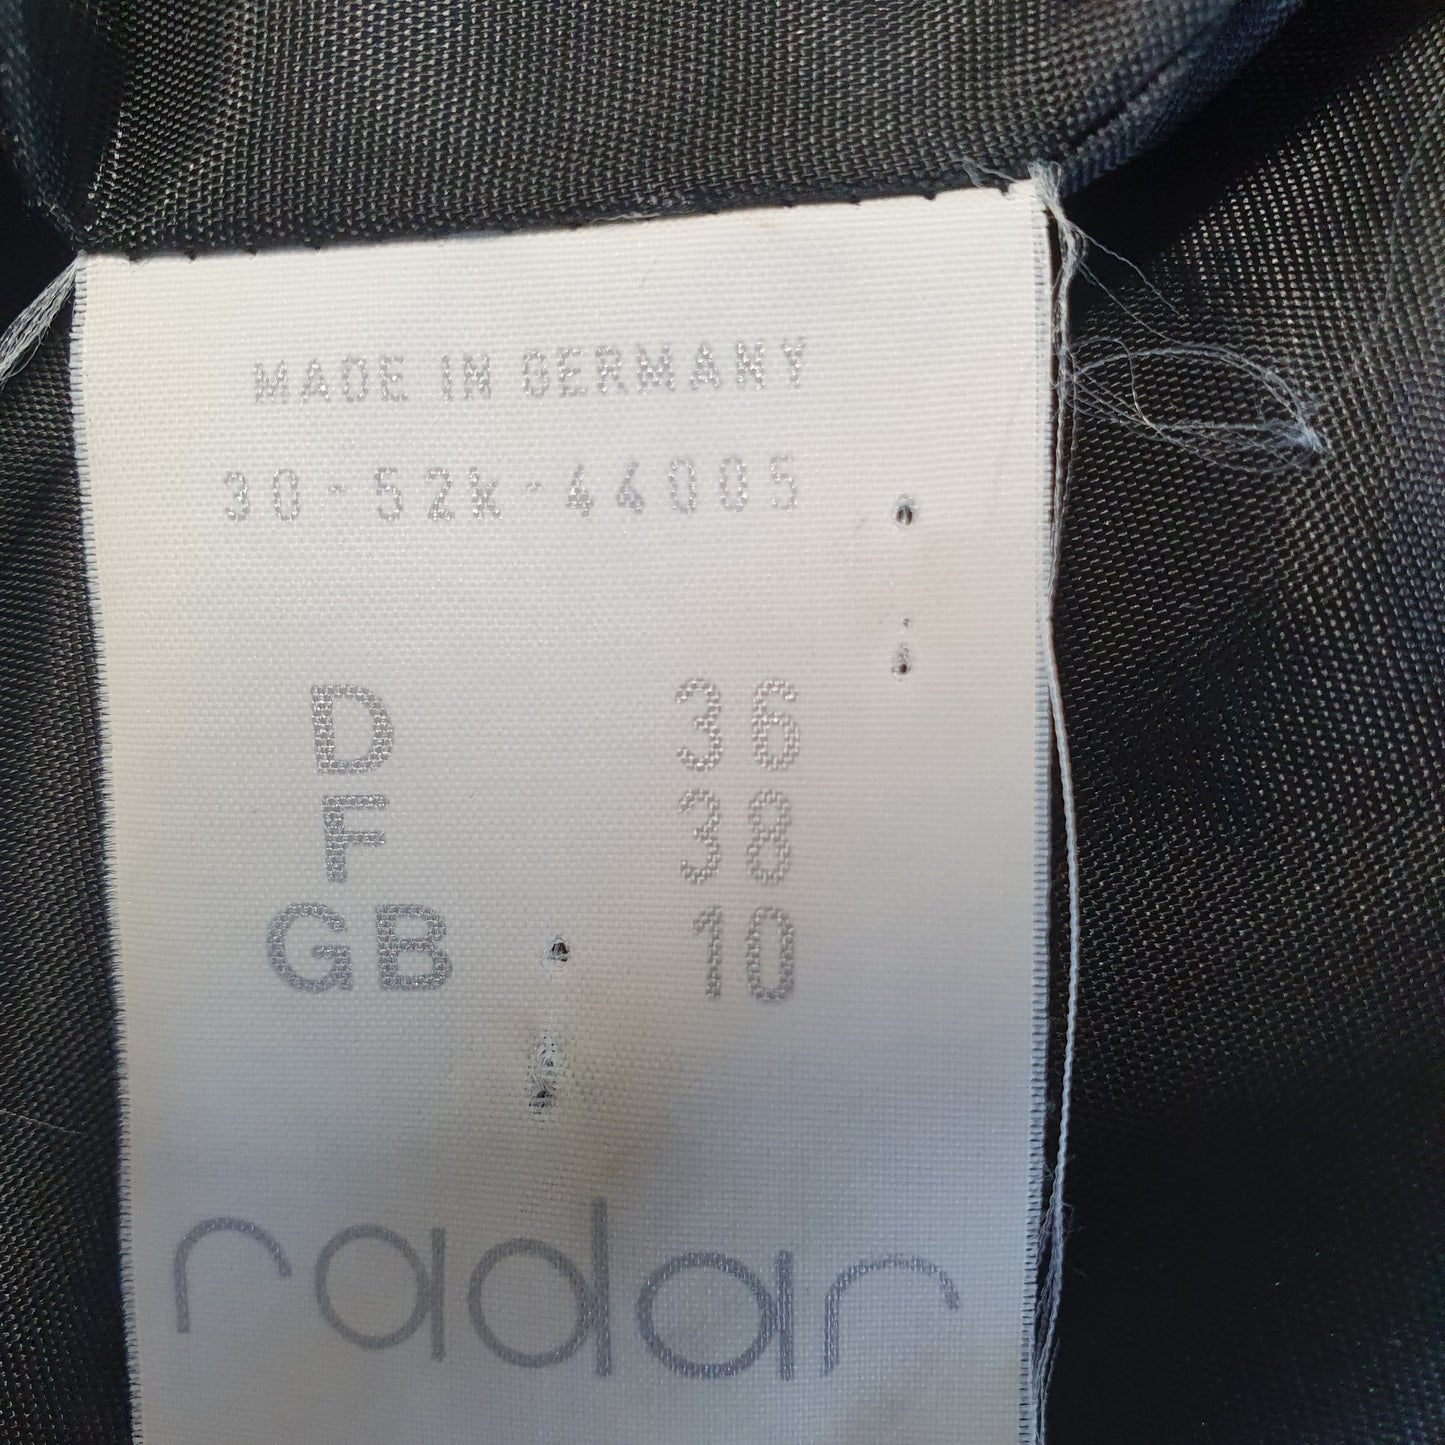 MADE IN GERMANY
30-52K-44005
D 36
F 38
GB 10
radar